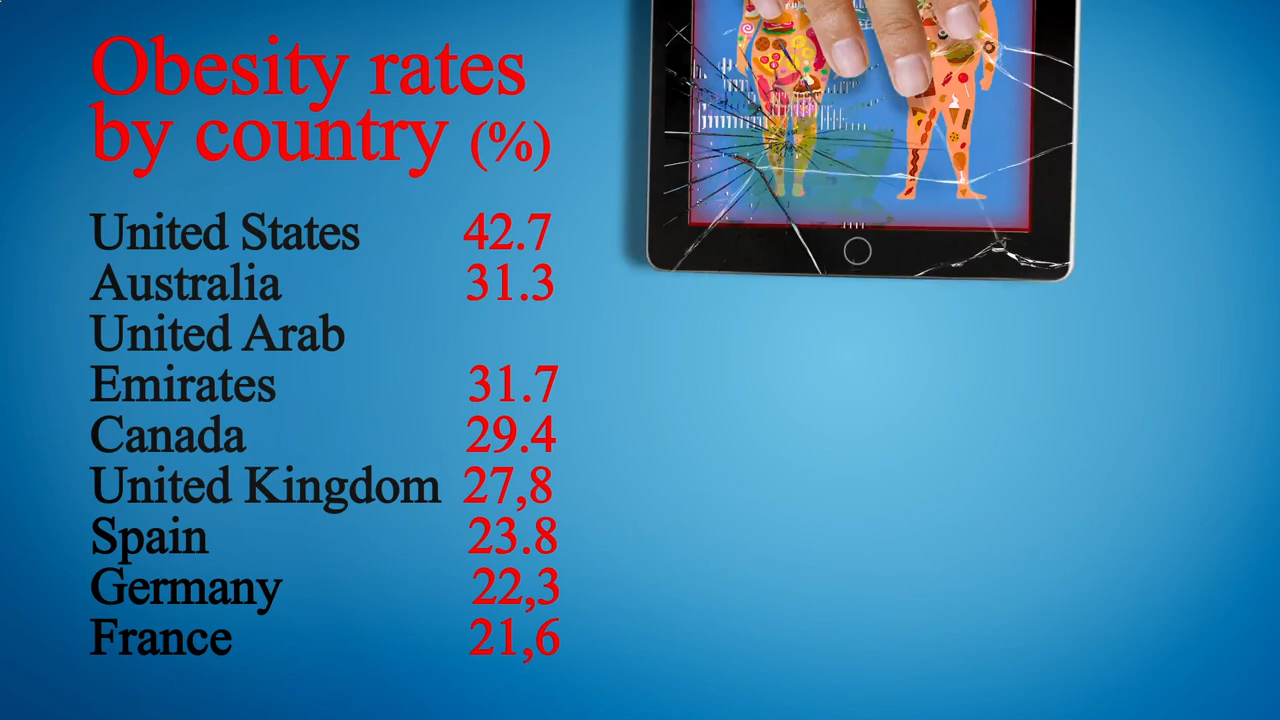 Obesity rates
by country (%)
United States 42.7
Australia 31.3
United Arab
Emirates 31.7
Canada 29.4
United Kingdom 27,8
Spain 23.8
Germany 22,3
France 21,6